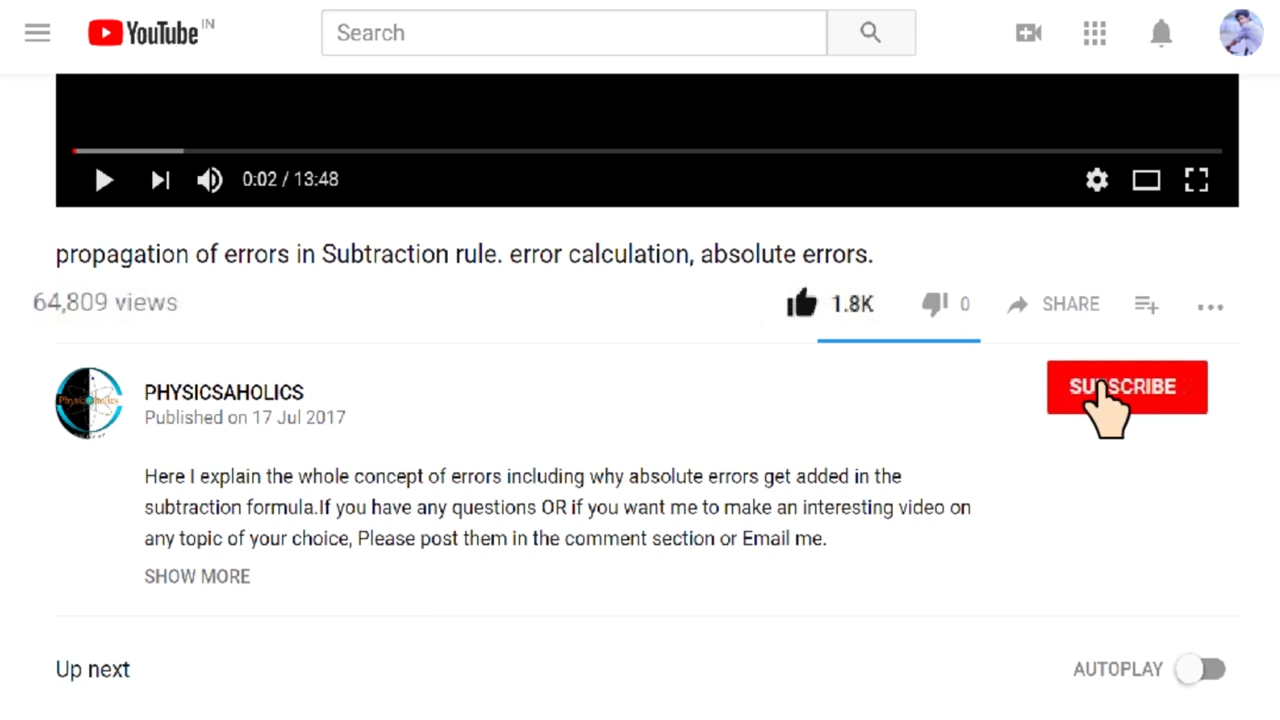 YouTube IN
Search
0:02 / 13:48
propagation of errors in Subtraction rule. error calculation, absolute errors.
64,809 views
1.8K
0
SHARE
PHYSICSAHOLICS
Published on 17 Jul 2017
SUBSCRIBE
Here I explain the whole concept of errors including why absolute errors get added in the
subtraction formula.If you have any questions OR if you want me to make an interesting video on
any topic of your choice, Please post them in the comment section or Email me.
SHOW MORE
Up next
AUTOPLAY